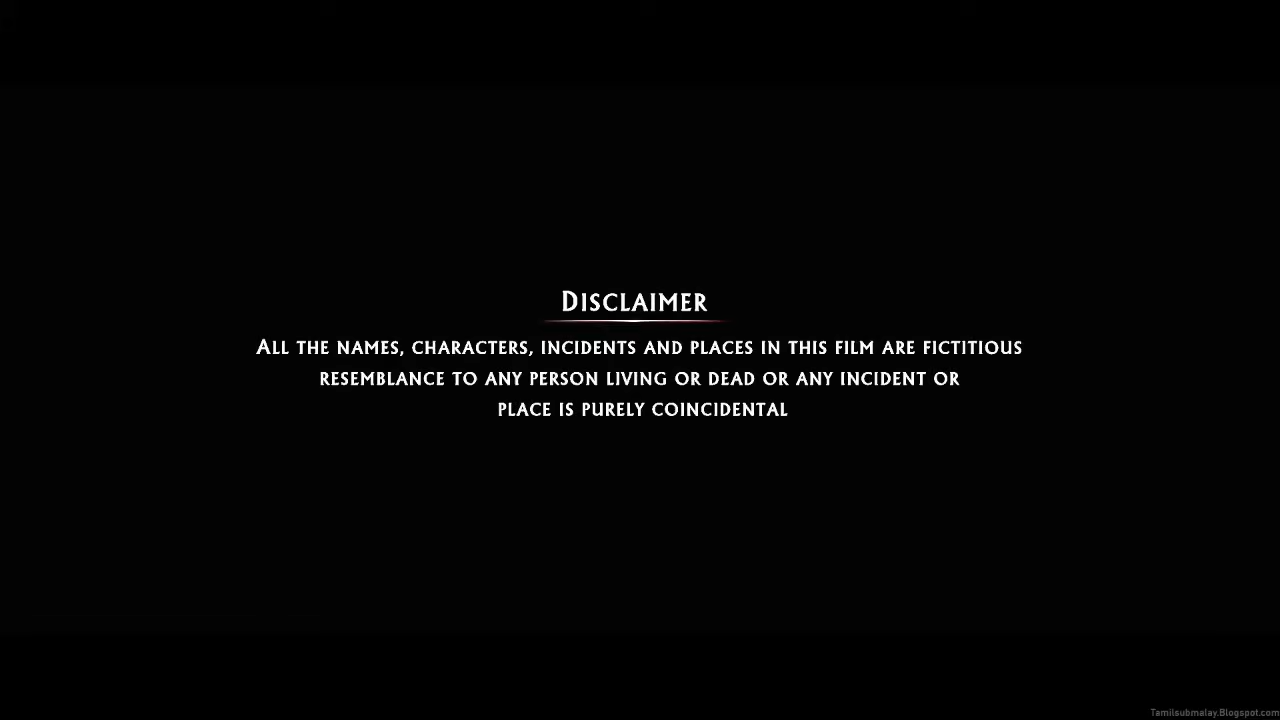 Disclaimer
All the names, characters, incidents and places in this film are fictitious
resemblance to any person living or dead or any incident or
place is purely coincidental
Tamilsubmalay.Blogspot.com